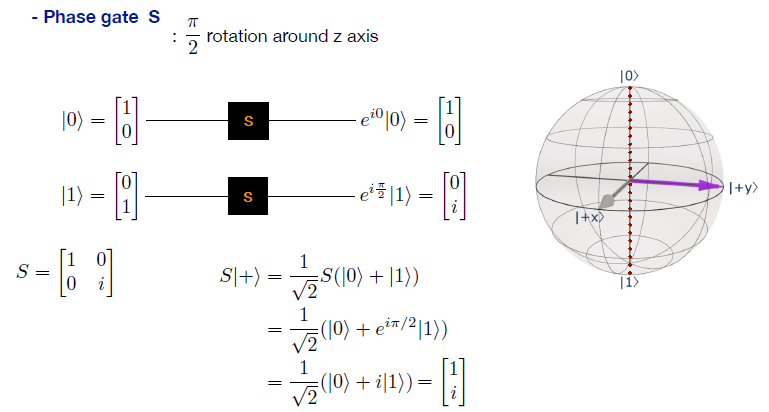 - Phase gate S
: π/2 rotation around z axis
|0⟩ = [1 0] S e^{i0}|0⟩ = [1 0]
|1⟩ = [0 1] S e^{iπ/2}|1⟩ = [0 i]
S = [1 0 0 i]
S|+⟩ = 1/√2 S(|0⟩ + |1⟩)
= 1/√2 (|0⟩ + e^{iπ/2}|1⟩)
= 1/√2 (|0⟩ + i|1⟩) = [1 i]
|0⟩
|+y⟩
|+x⟩
|1⟩